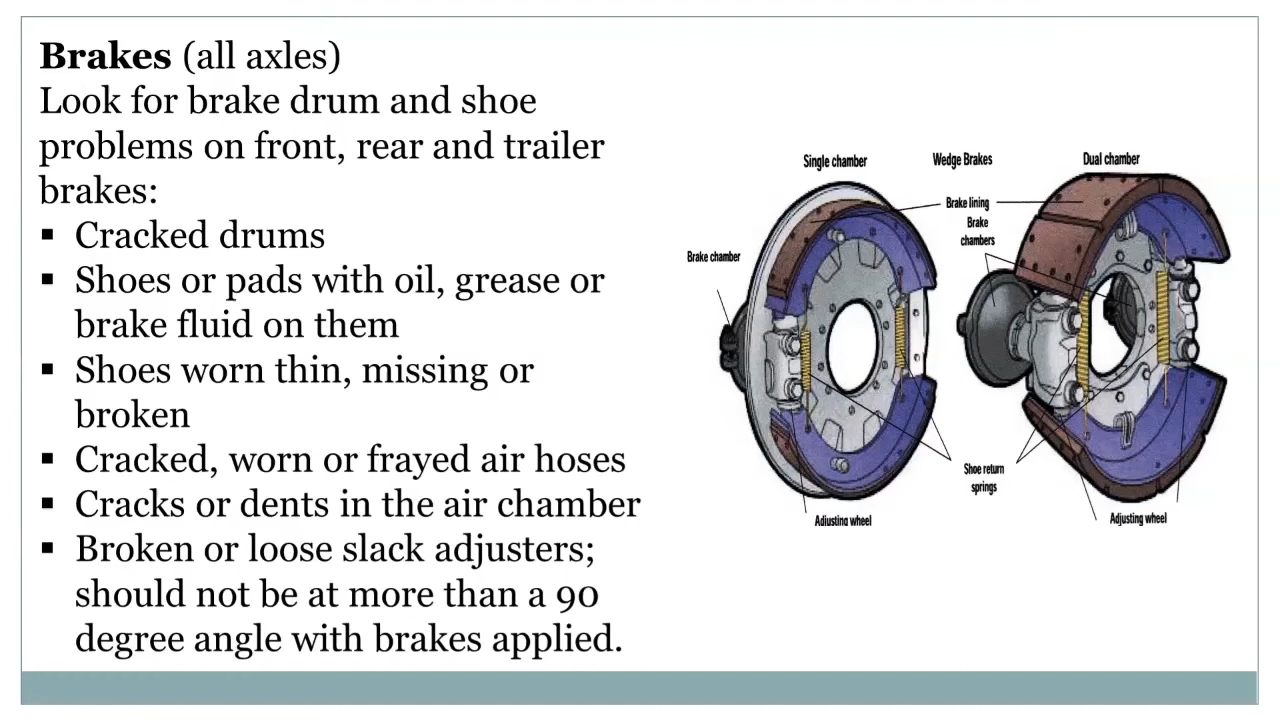 Brakes (all axles)
Look for brake drum and shoe
problems on front, rear and trailer
brakes:
▪ Cracked drums
▪ Shoes or pads with oil, grease or
brake fluid on them
▪ Shoes worn thin, missing or
broken
▪ Cracked, worn or frayed air hoses
▪ Cracks or dents in the air chamber
▪ Broken or loose slack adjusters;
should not be at more than a 90
degree angle with brakes applied.
Single chamber
Wedge Brakes
Dual chamber
Brake lining
Brake
chambers
Brake chamber
Shoe return
springs
Adjusting wheel
Adjusting wheel